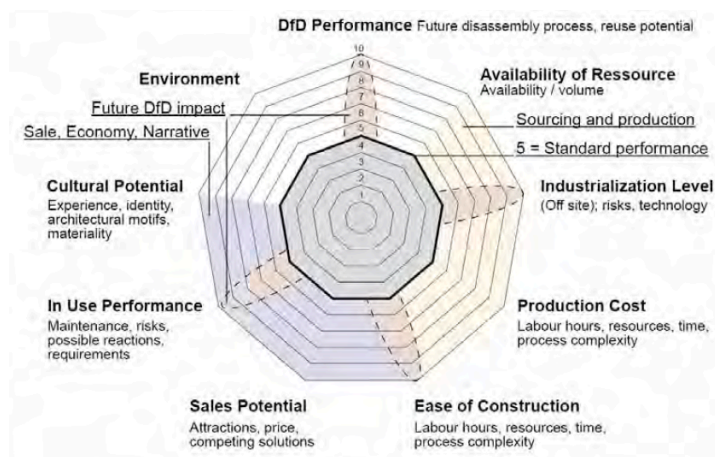 DfD Performance Future disassembly process, reuse potential
10
9
8
7
6
5
4
3
2
1
Environment
Future DfD impact
Sale, Economy, Narrative
Availability of Ressource
Availability / volume
Sourcing and production
5 = Standard performance
Cultural Potential
Experience, identity,
architectural motifs,
materiality
Industrialization Level
(Off site); risks, technology
In Use Performance
Maintenance, risks,
possible reactions,
requirements
Production Cost
Labour hours, resources, time,
process complexity
Sales Potential
Attractions, price,
competing solutions
Ease of Construction
Labour hours, resources, time,
process complexity